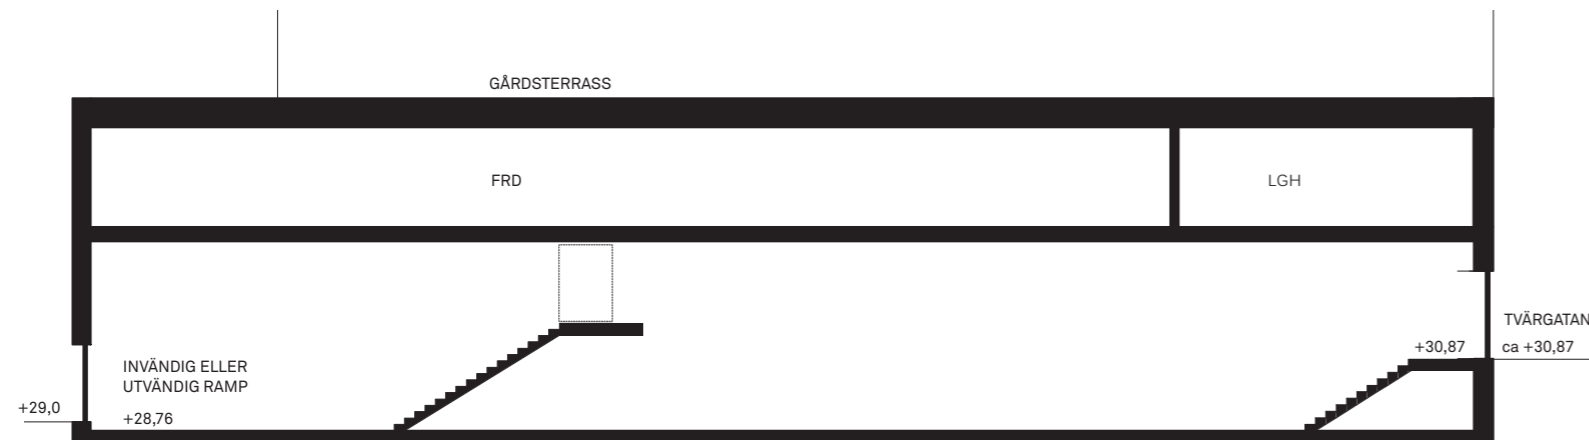 GÅRDSTERRASS
FRD
LGH
TVÄRGATAN
+30,87
ca +30,87
INVÄNDIG ELLER
UTVÄNDIG RAMP
+29,0
+28,76